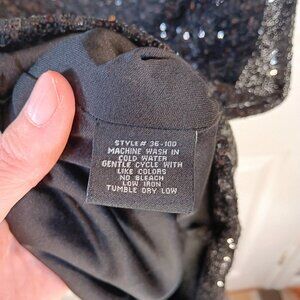 STYLE# 36-100
MACHINE WASH IN
COLD WATER
GENTLE CYCLE WITH
LIKE COLORS
NO BLEACH
LOW IRON
TUMBLE DRY LOW